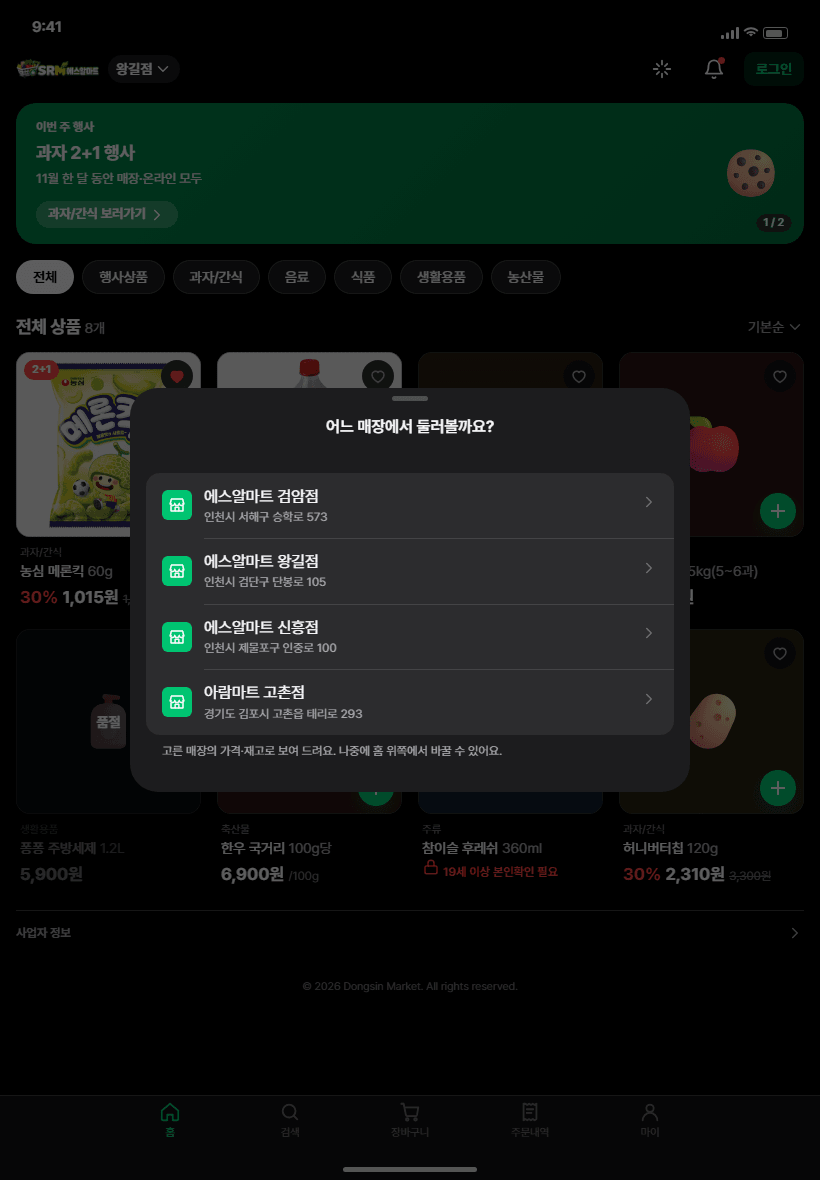 9:41
SRM 에스알마트
왕길점
로그인
이번 주 행사
과자 2+1 행사
11월 한 달 동안 매장·온라인 모두
과자/간식 보러가기
1 / 2
전체
행사상품
과자/간식
음료
식품
생활용품
농산물
전체 상품 8개
기본순
2+1
농심
메론킥
어느 매장에서 둘러볼까요?
에스알마트 검암점
인천시 서해구 승학로 573
에스알마트 왕길점
인천시 검단구 단봉로 105
에스알마트 신흥점
인천시 제물포구 인중로 100
아람마트 고촌점
경기도 김포시 고촌읍 태리로 293
고른 매장의 가격·재고로 보여 드려요. 나중에 홈 위쪽에서 바꿀 수 있어요.
과자/간식
농심 메론킥 60g
30% 1,015원
5kg(5~6과)
품절
생활용품
퐁퐁 주방세제 1.2L
5,900원
축산물
한우 국거리 100g당
6,900원 /100g
주류
참이슬 후레쉬 360ml
19세 이상 본인확인 필요
과자/간식
허니버터칩 120g
30% 2,310원 3,300원
사업자 정보
© 2026 Dongsin Market. All rights reserved.
홈
검색
장바구니
주문내역
마이